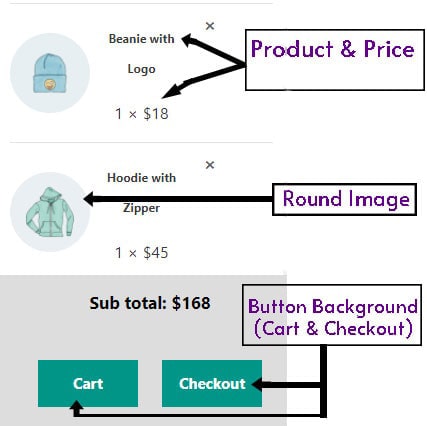 ×
Beanie with
Logo
1 × $18
Product & Price
×
Hoodie with
Zipper
1 × $45
Round Image
Sub total: $168
Button Background
(Cart & Checkout)
Cart
Checkout